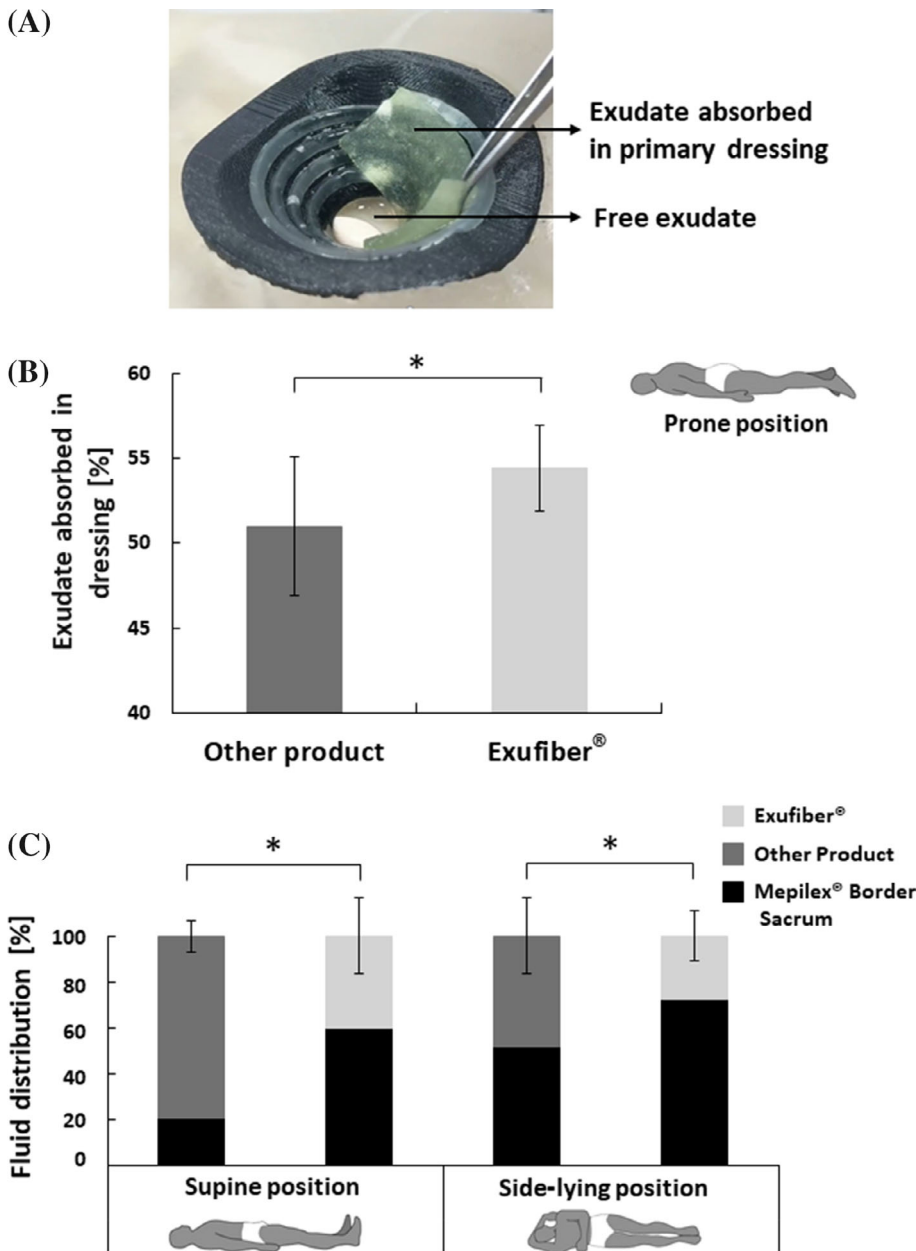 (A)
Exudate absorbed
in primary dressing
Free exudate
(B)
Exudate absorbed in
dressing [%]
60
55
50
45
40
*
Other product
Exufiber®
Prone position
(C)
Fluid distribution [%]
100
80
60
40
20
0
*
*
Exufiber®
Other Product
Mepilex® Border
Sacrum
Supine position
Side-lying position